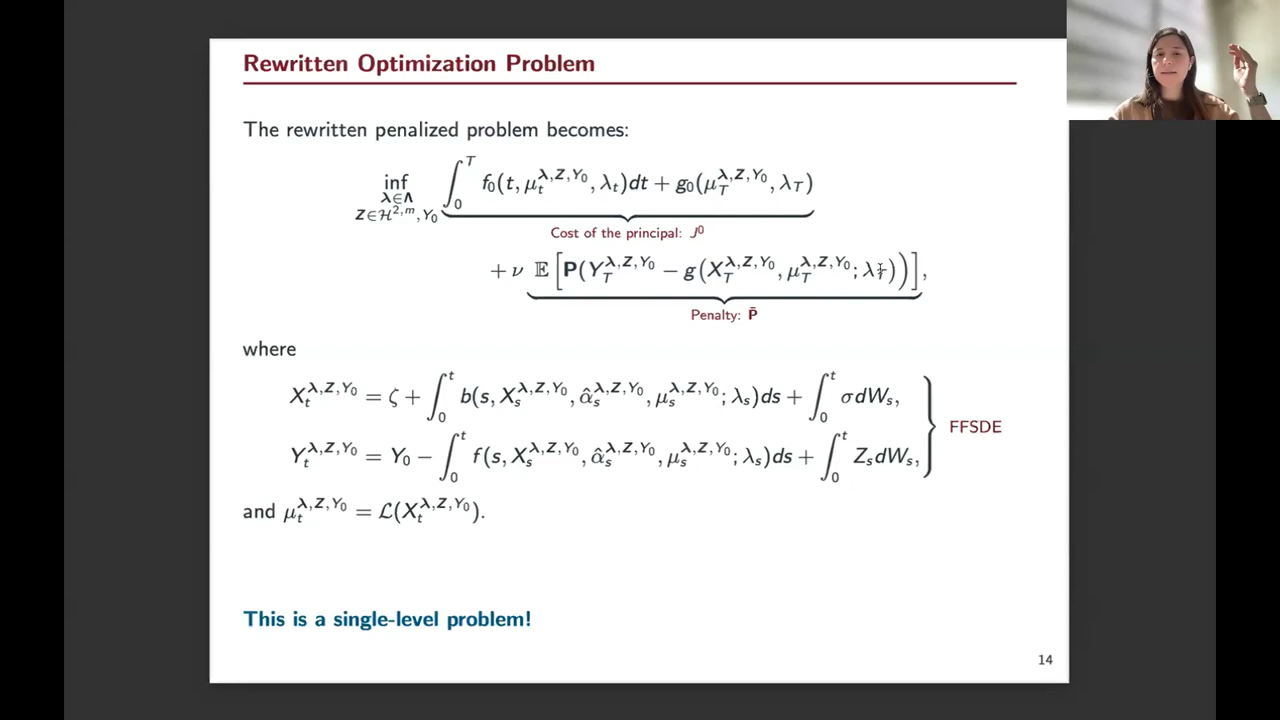 Rewritten Optimization Problem
The rewritten penalized problem becomes:
inf_{λ∈Λ, Z∈ℋ^{2,m}, Y_0} ∫_0^T f_0(t, μ_t^{λ,Z,Y_0}, λ_t)dt + g_0(μ_T^{λ,Z,Y_0}, λ_T)
Cost of the principal: J^0
+ ν 𝔼[P(Y_T^{λ,Z,Y_0} − g(X_T^{λ,Z,Y_0}, μ_T^{λ,Z,Y_0}; λ_T))],
Penalty: P̄
where
X_t^{λ,Z,Y_0} = ζ + ∫_0^t b(s, X_s^{λ,Z,Y_0}, α̂_s^{λ,Z,Y_0}, μ_s^{λ,Z,Y_0}; λ_s)ds + ∫_0^t σdW_s,
Y_t^{λ,Z,Y_0} = Y_0 − ∫_0^t f(s, X_s^{λ,Z,Y_0}, α̂_s^{λ,Z,Y_0}, μ_s^{λ,Z,Y_0}; λ_s)ds + ∫_0^t Z_s dW_s,
FFSDE
and μ_t^{λ,Z,Y_0} = ℒ(X_t^{λ,Z,Y_0}).
This is a single-level problem!
14